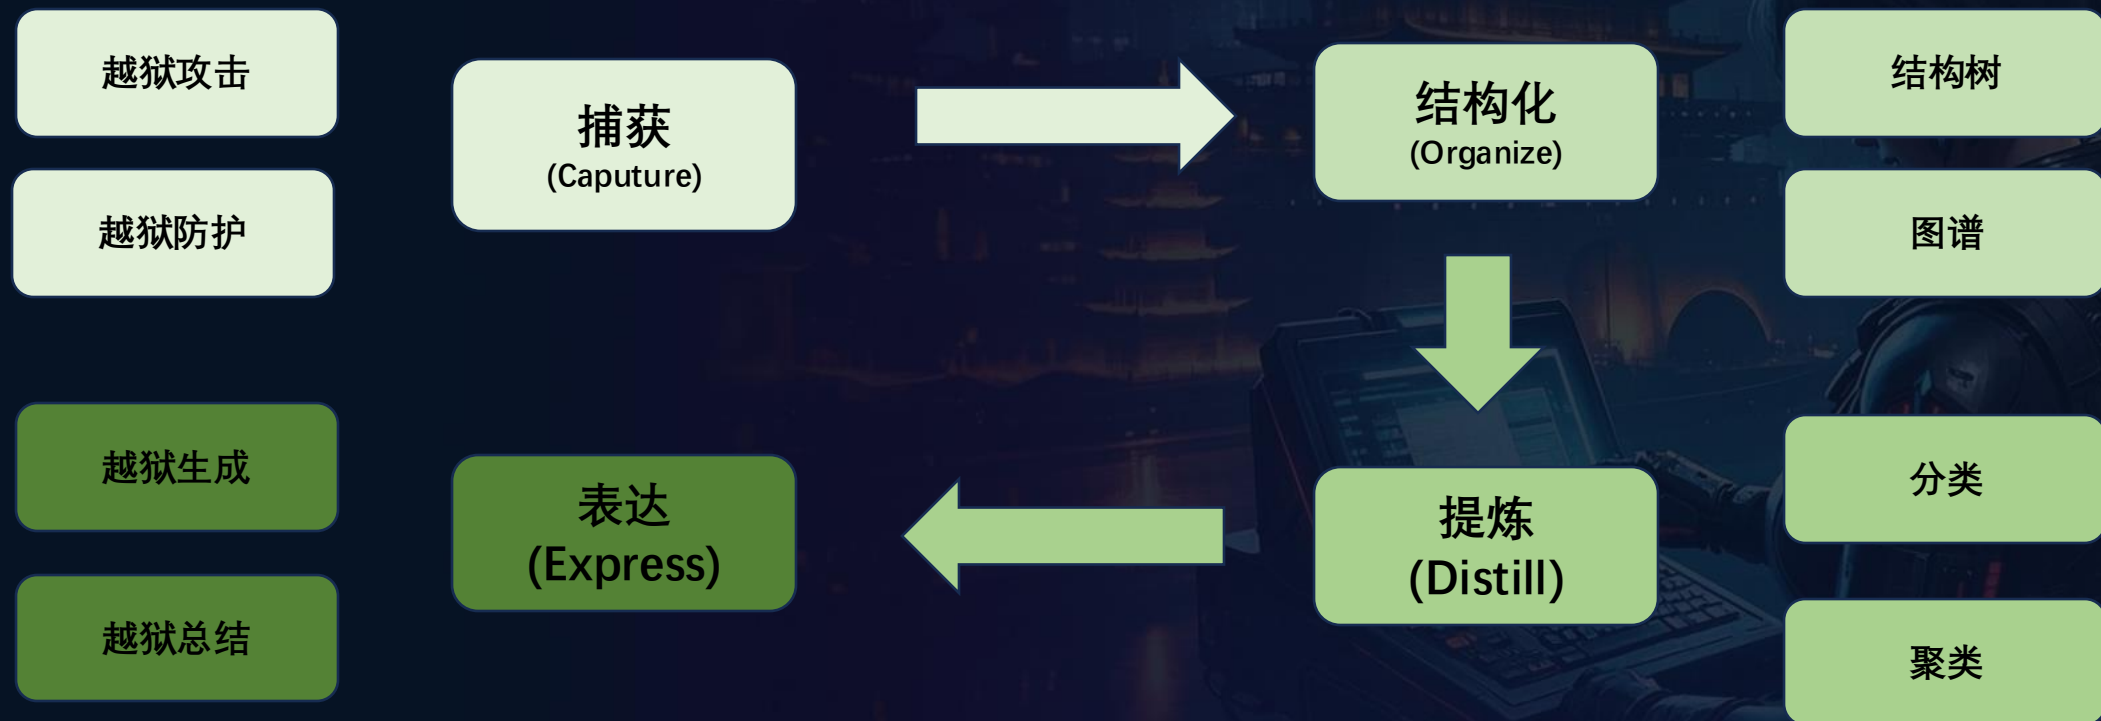 越狱攻击
越狱防护
捕获
(Caputure)
结构化
(Organize)
结构树
图谱
越狱生成
越狱总结
表达
(Express)
提炼
(Distill)
分类
聚类